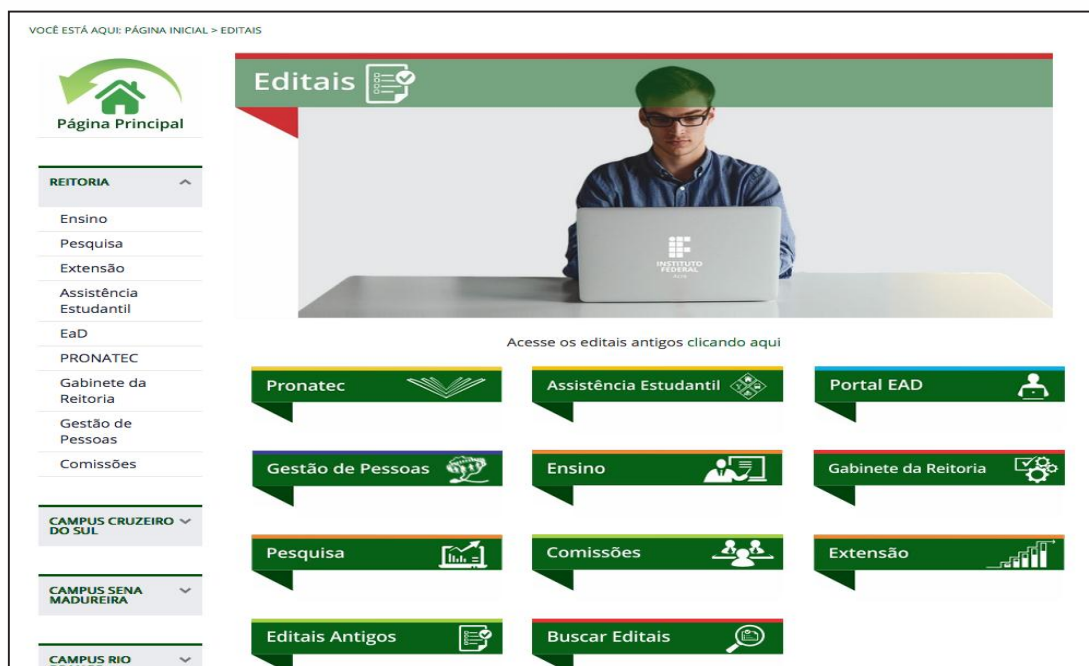 VOCÊ ESTÁ AQUI: PÁGINA INICIAL > EDITAIS
Página Principal
REITORIA
Ensino
Pesquisa
Extensão
Assistência
Estudantil
EaD
PRONATEC
Gabinete da
Reitoria
Gestão de
Pessoas
Comissões
CAMPUS CRUZEIRO
DO SUL
CAMPUS SENA
MADUREIRA
CAMPUS RIO
Editais
INSTITUTO
FEDERAL
Acre
Acesse os editais antigos clicando aqui
Pronatec
Assistência Estudantil
Portal EAD
Gestão de Pessoas
Ensino
Gabinete da Reitoria
Pesquisa
Comissões
Extensão
Editais Antigos
Buscar Editais